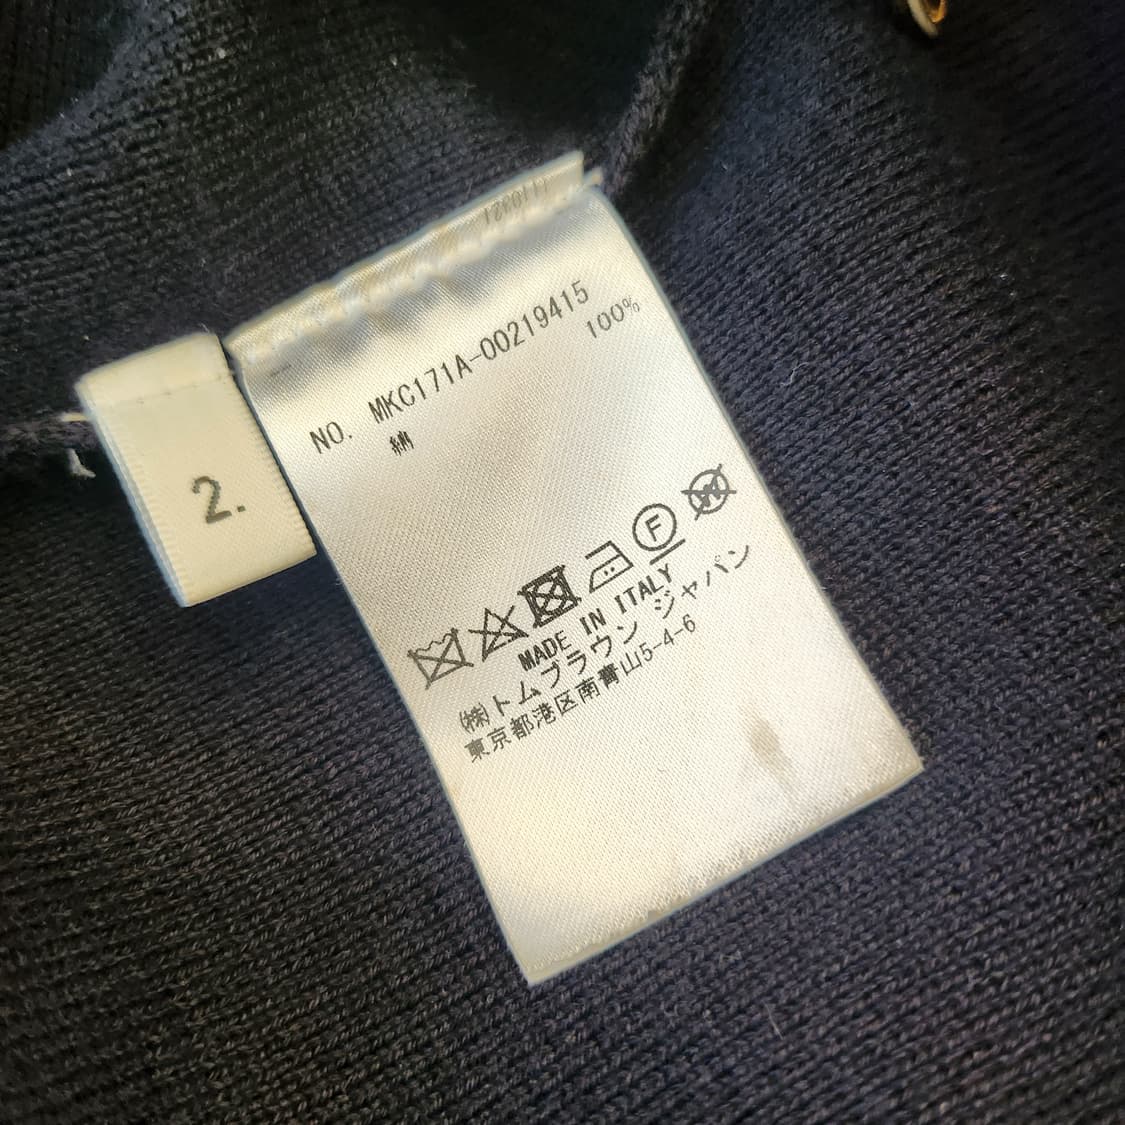 2.
NO. MKC171A-00219415
綿 100%
F W
MADE IN ITALY
㈱トムブラウン ジャパン
東京都港区南青山5-4-6